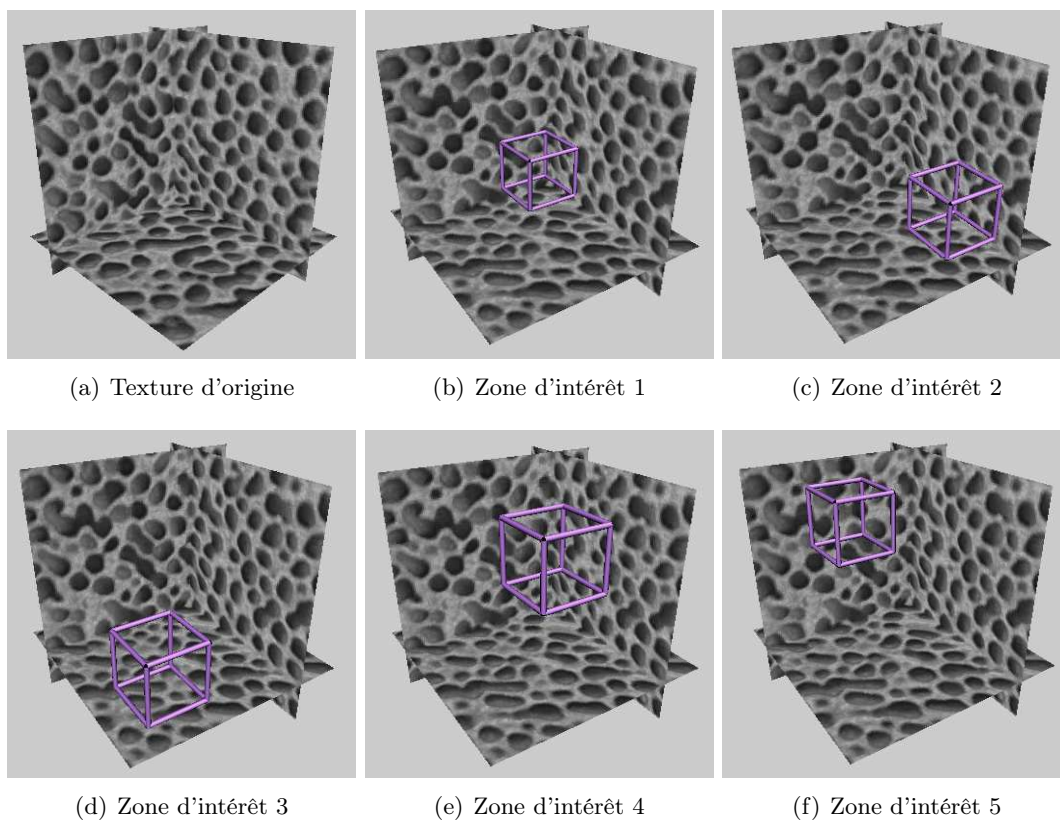 (a) Texture d'origine
(b) Zone d'intérêt 1
(c) Zone d'intérêt 2
(d) Zone d'intérêt 3
(e) Zone d'intérêt 4
(f) Zone d'intérêt 5